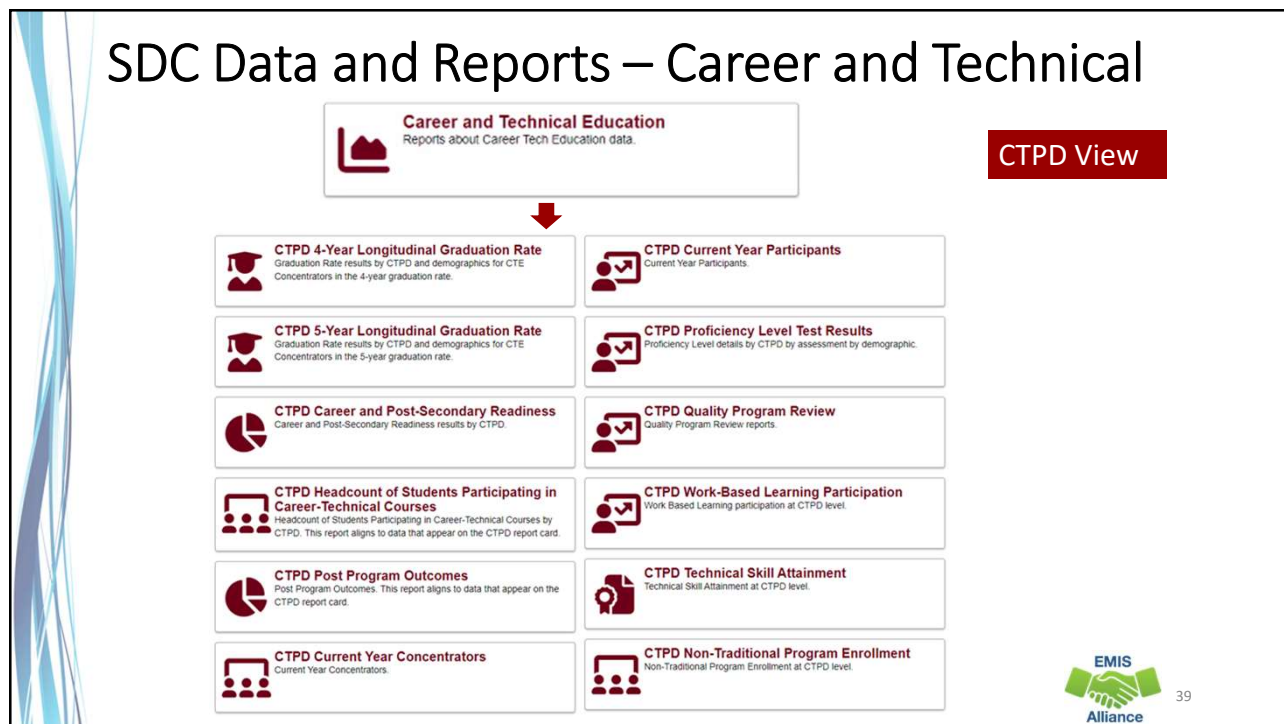 SDC Data and Reports – Career and Technical
Career and Technical Education
Reports about Career Tech Education data.
CTPD View
CTPD 4-Year Longitudinal Graduation Rate
Graduation Rate results by CTPD and demographics for CTE
Concentrators in the 4-year graduation rate.
CTPD 5-Year Longitudinal Graduation Rate
Graduation Rate results by CTPD and demographics for CTE
Concentrators in the 5-year graduation rate.
CTPD Career and Post-Secondary Readiness
Career and Post-Secondary Readiness results by CTPD.
CTPD Headcount of Students Participating in
Career-Technical Courses
Headcount of Students Participating in Career-Technical Courses by
CTPD. This report aligns to data that appear on the CTPD report card.
CTPD Post Program Outcomes
Post Program Outcomes. This report aligns to data that appear on the
CTPD report card.
CTPD Current Year Concentrators
Current Year Concentrators.
CTPD Current Year Participants
Current Year Participants.
CTPD Proficiency Level Test Results
Proficiency Level details by CTPD by assessment by demographic.
CTPD Quality Program Review
Quality Program Review reports.
CTPD Work-Based Learning Participation
Work Based Learning participation at CTPD level.
CTPD Technical Skill Attainment
Technical Skill Attainment at CTPD level.
CTPD Non-Traditional Program Enrollment
Non-Traditional Program Enrollment at CTPD level.
EMIS
Alliance
39